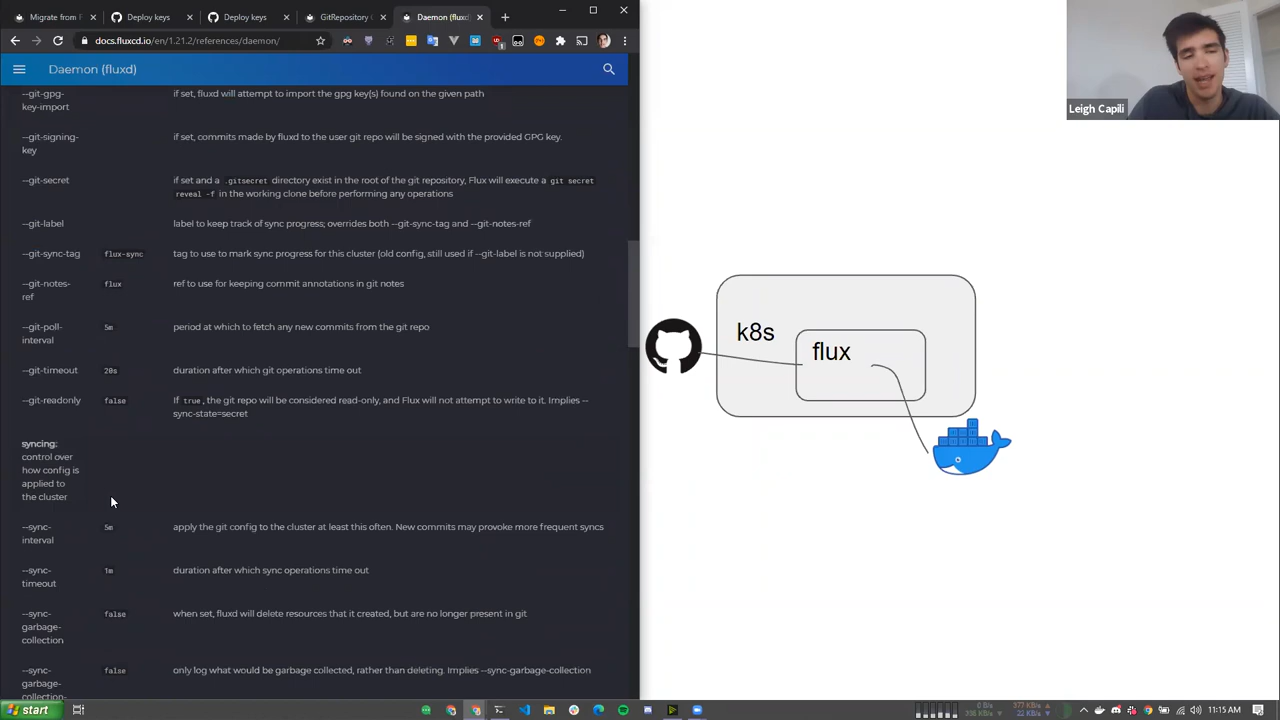 Migrate from F
Deploy keys
Deploy keys
GitRepository C
Daemon (fluxd)
docs.fluxcd.io/en/1.21.2/references/daemon/
Daemon (fluxd)
--git-gpg-
key-import
if set, fluxd will attempt to import the gpg key(s) found on the given path
--git-signing-
key
if set, commits made by fluxd to the user git repo will be signed with the provided GPG key.
--git-secret
if set and a .gitsecret directory exist in the root of the git repository, Flux will execute a git secret
reveal -f in the working clone before performing any operations
--git-label
label to keep track of sync progress; overrides both --git-sync-tag and --git-notes-ref
--git-sync-tag
flux-sync
tag to use to mark sync progress for this cluster (old config, still used if --git-label is not supplied)
--git-notes-
ref
flux
ref to use for keeping commit annotations in git notes
--git-poll-
interval
5m
period at which to fetch any new commits from the git repo
--git-timeout
20s
duration after which git operations time out
--git-readonly
false
If true, the git repo will be considered read-only, and Flux will not attempt to write to it. Implies --
sync-state=secret
syncing:
control over
how config is
applied to
the cluster
--sync-
interval
5m
apply the git config to the cluster at least this often. New commits may provoke more frequent syncs
--sync-
timeout
1m
duration after which sync operations time out
--sync-
garbage-
collection
false
when set, fluxd will delete resources that it created, but are no longer present in git
--sync-
garbage-
collection-
false
only log what would be garbage collected, rather than deleting. Implies --sync-garbage-collection
k8s
flux
Leigh Capili
start
0 B/s
377 KB/s
22 KB/s
11:15 AM